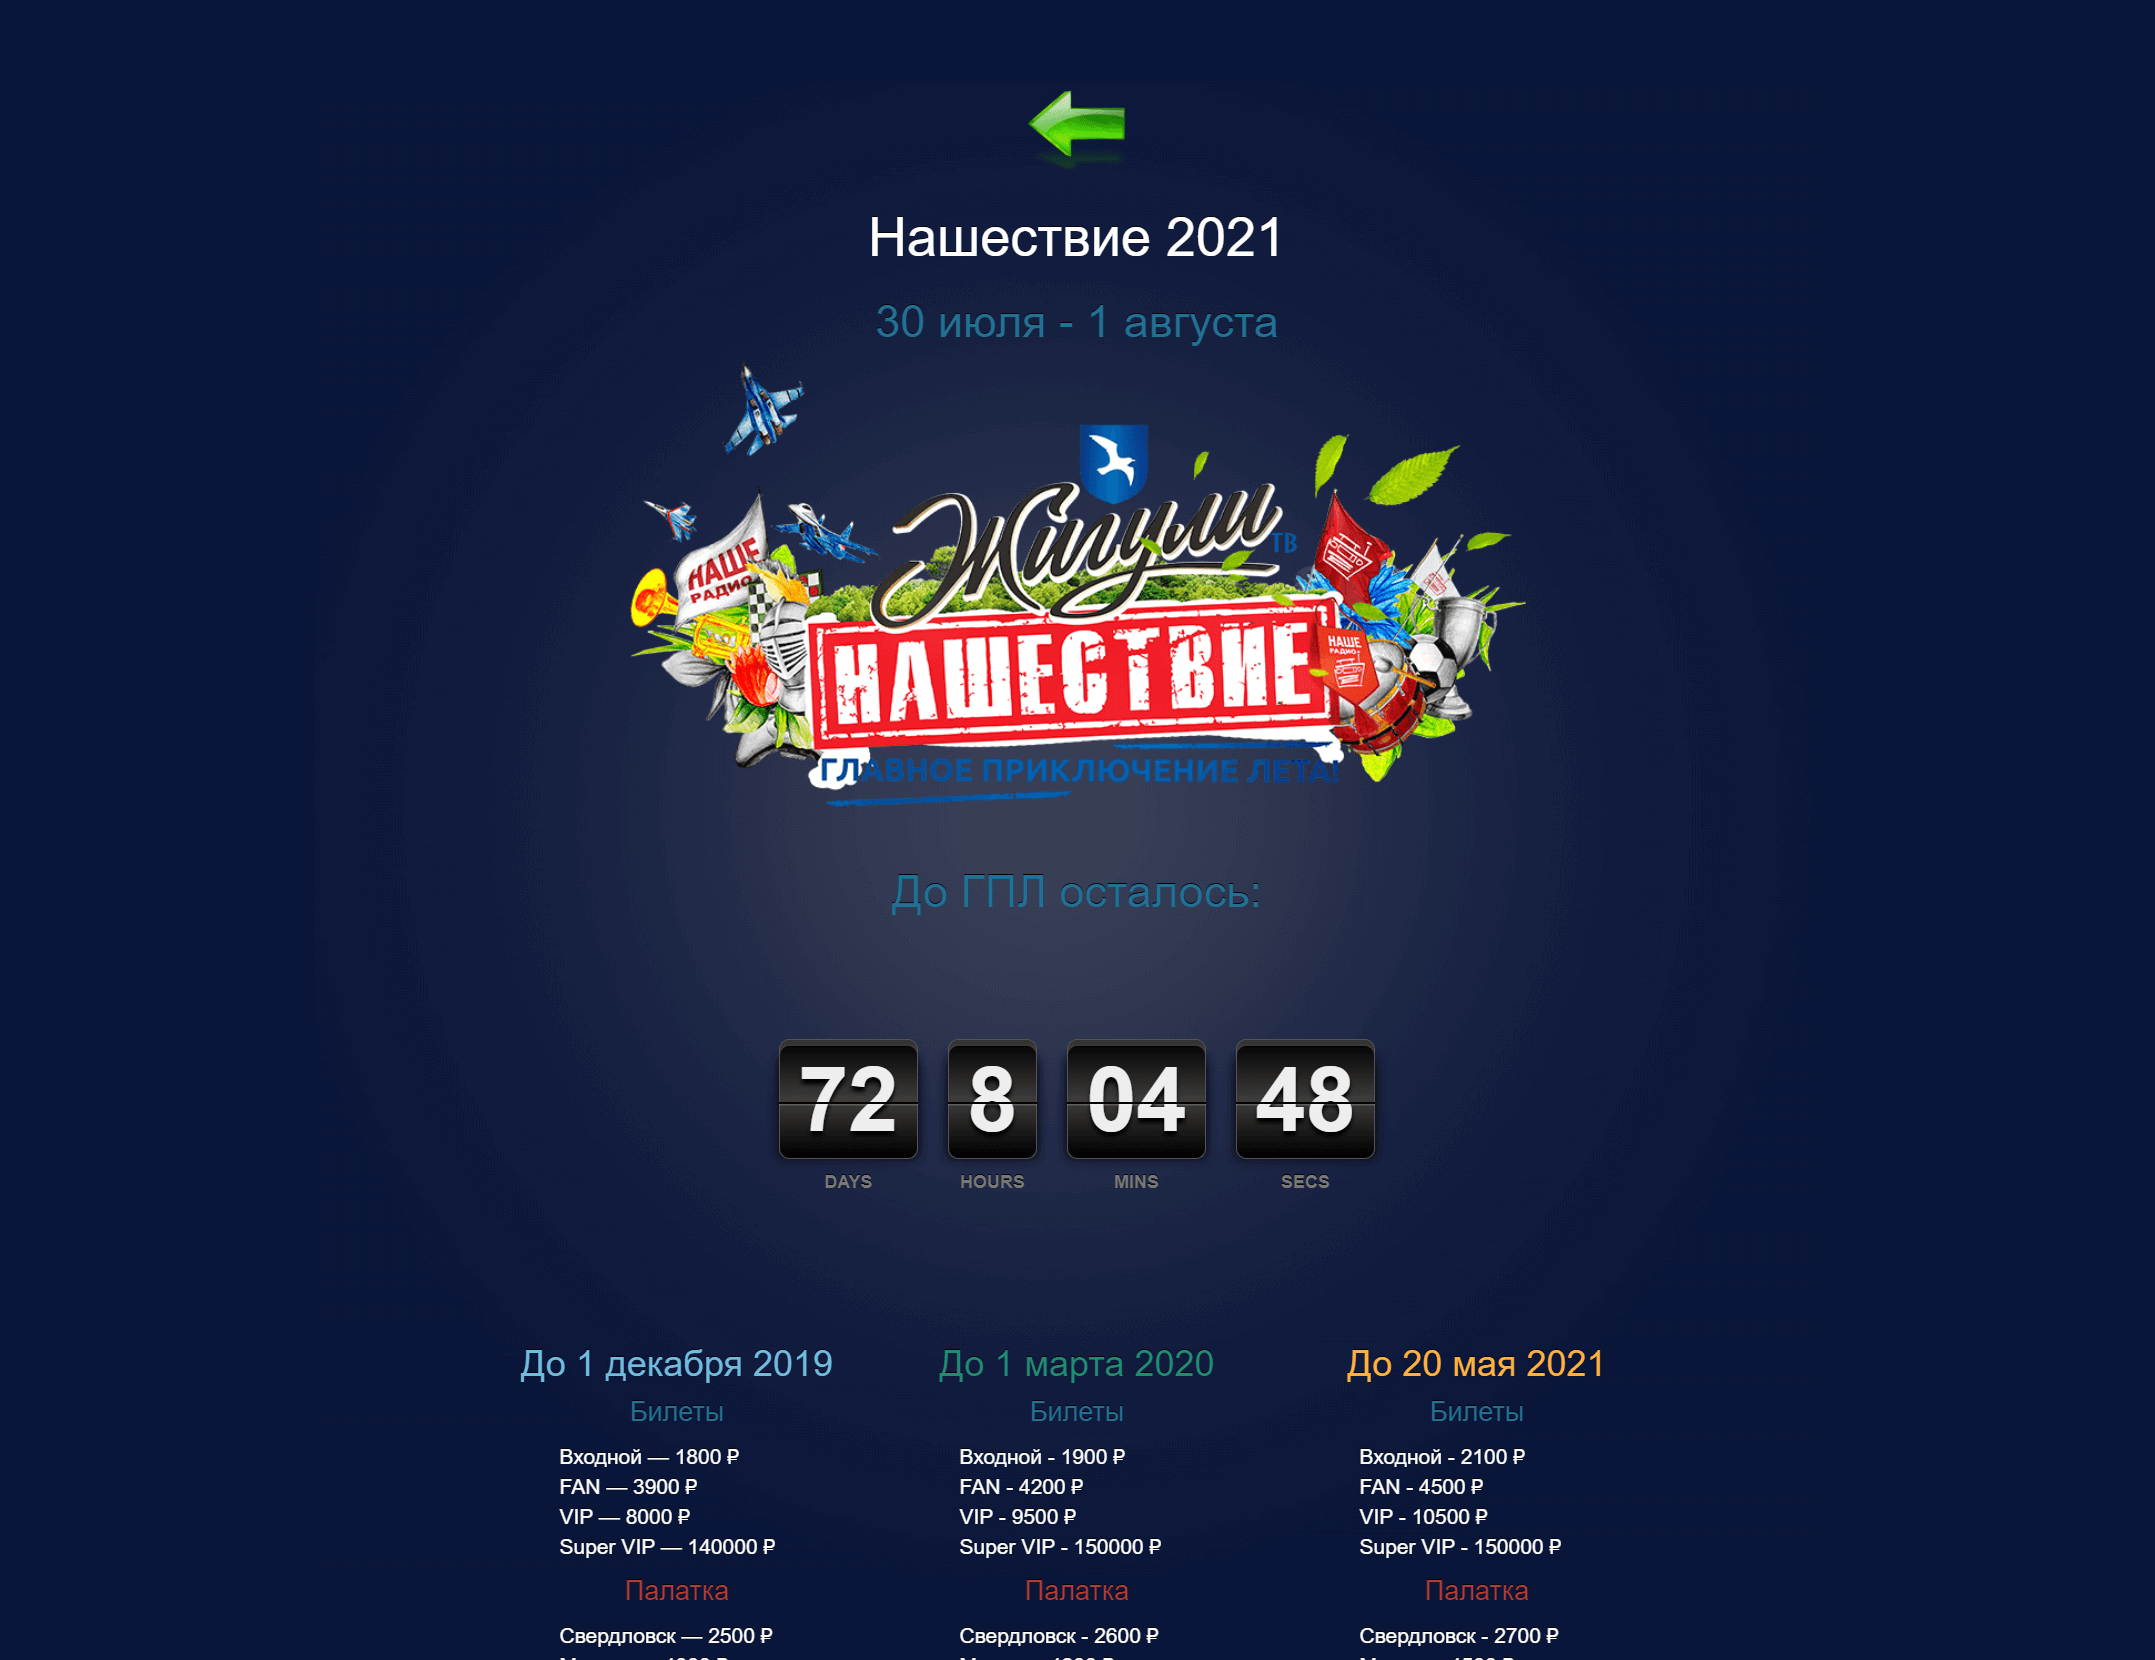 Нашествие 2021
30 июля - 1 августа
Жигули
ТВ
НАШЕ
РАДИО
НАШЕСТВИЕ
НАШЕ
РАДИО
ГЛАВНОЕ ПРИКЛЮЧЕНИЕ ЛЕТА!
До ГПЛ осталось:
72 8 04 48
DAYS HOURS MINS SECS
До 1 декабря 2019
Билеты
Входной — 1800 ₽
FAN — 3900 ₽
VIP — 8000 ₽
Super VIP — 140000 ₽
Палатка
Свердловск — 2500 ₽
До 1 марта 2020
Билеты
Входной - 1900 ₽
FAN - 4200 ₽
VIP - 9500 ₽
Super VIP - 150000 ₽
Палатка
Свердловск - 2600 ₽
До 20 мая 2021
Билеты
Входной - 2100 ₽
FAN - 4500 ₽
VIP - 10500 ₽
Super VIP - 150000 ₽
Палатка
Свердловск - 2700 ₽